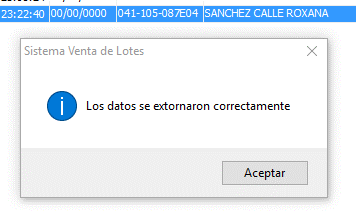 23:22:40 00/00/0000 041-105-087E04 SANCHEZ CALLE ROXANA
Sistema Venta de Lotes
Los datos se extornaron correctamente
Aceptar